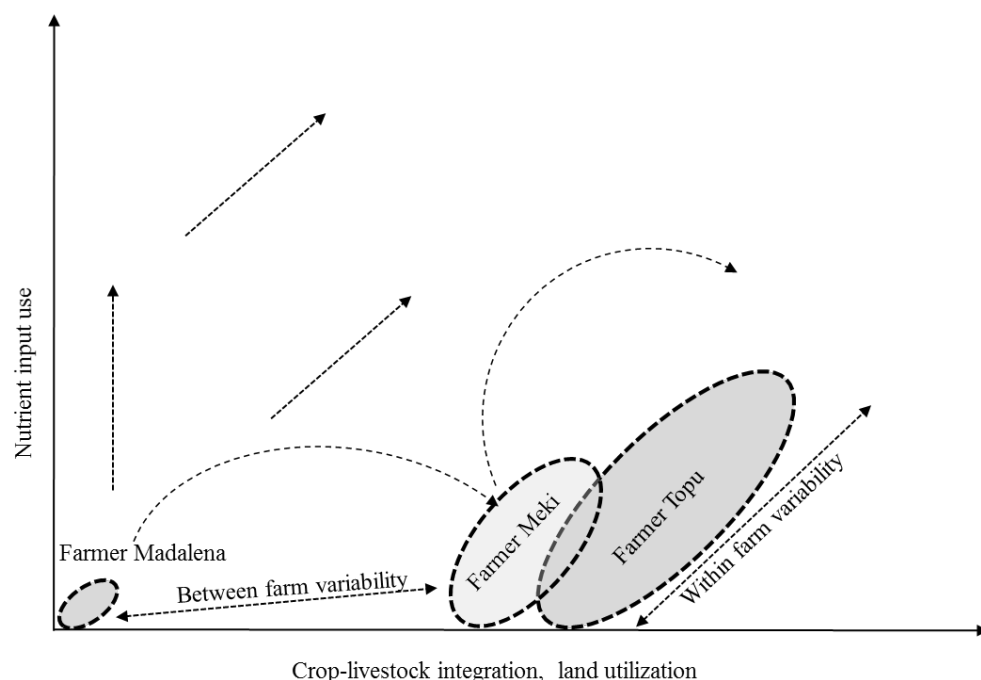 Nutrient input use
Farmer Madalena
Between farm variability
Farmer Meki
Farmer Topu
Within farm variability
Crop-livestock integration, land utilization